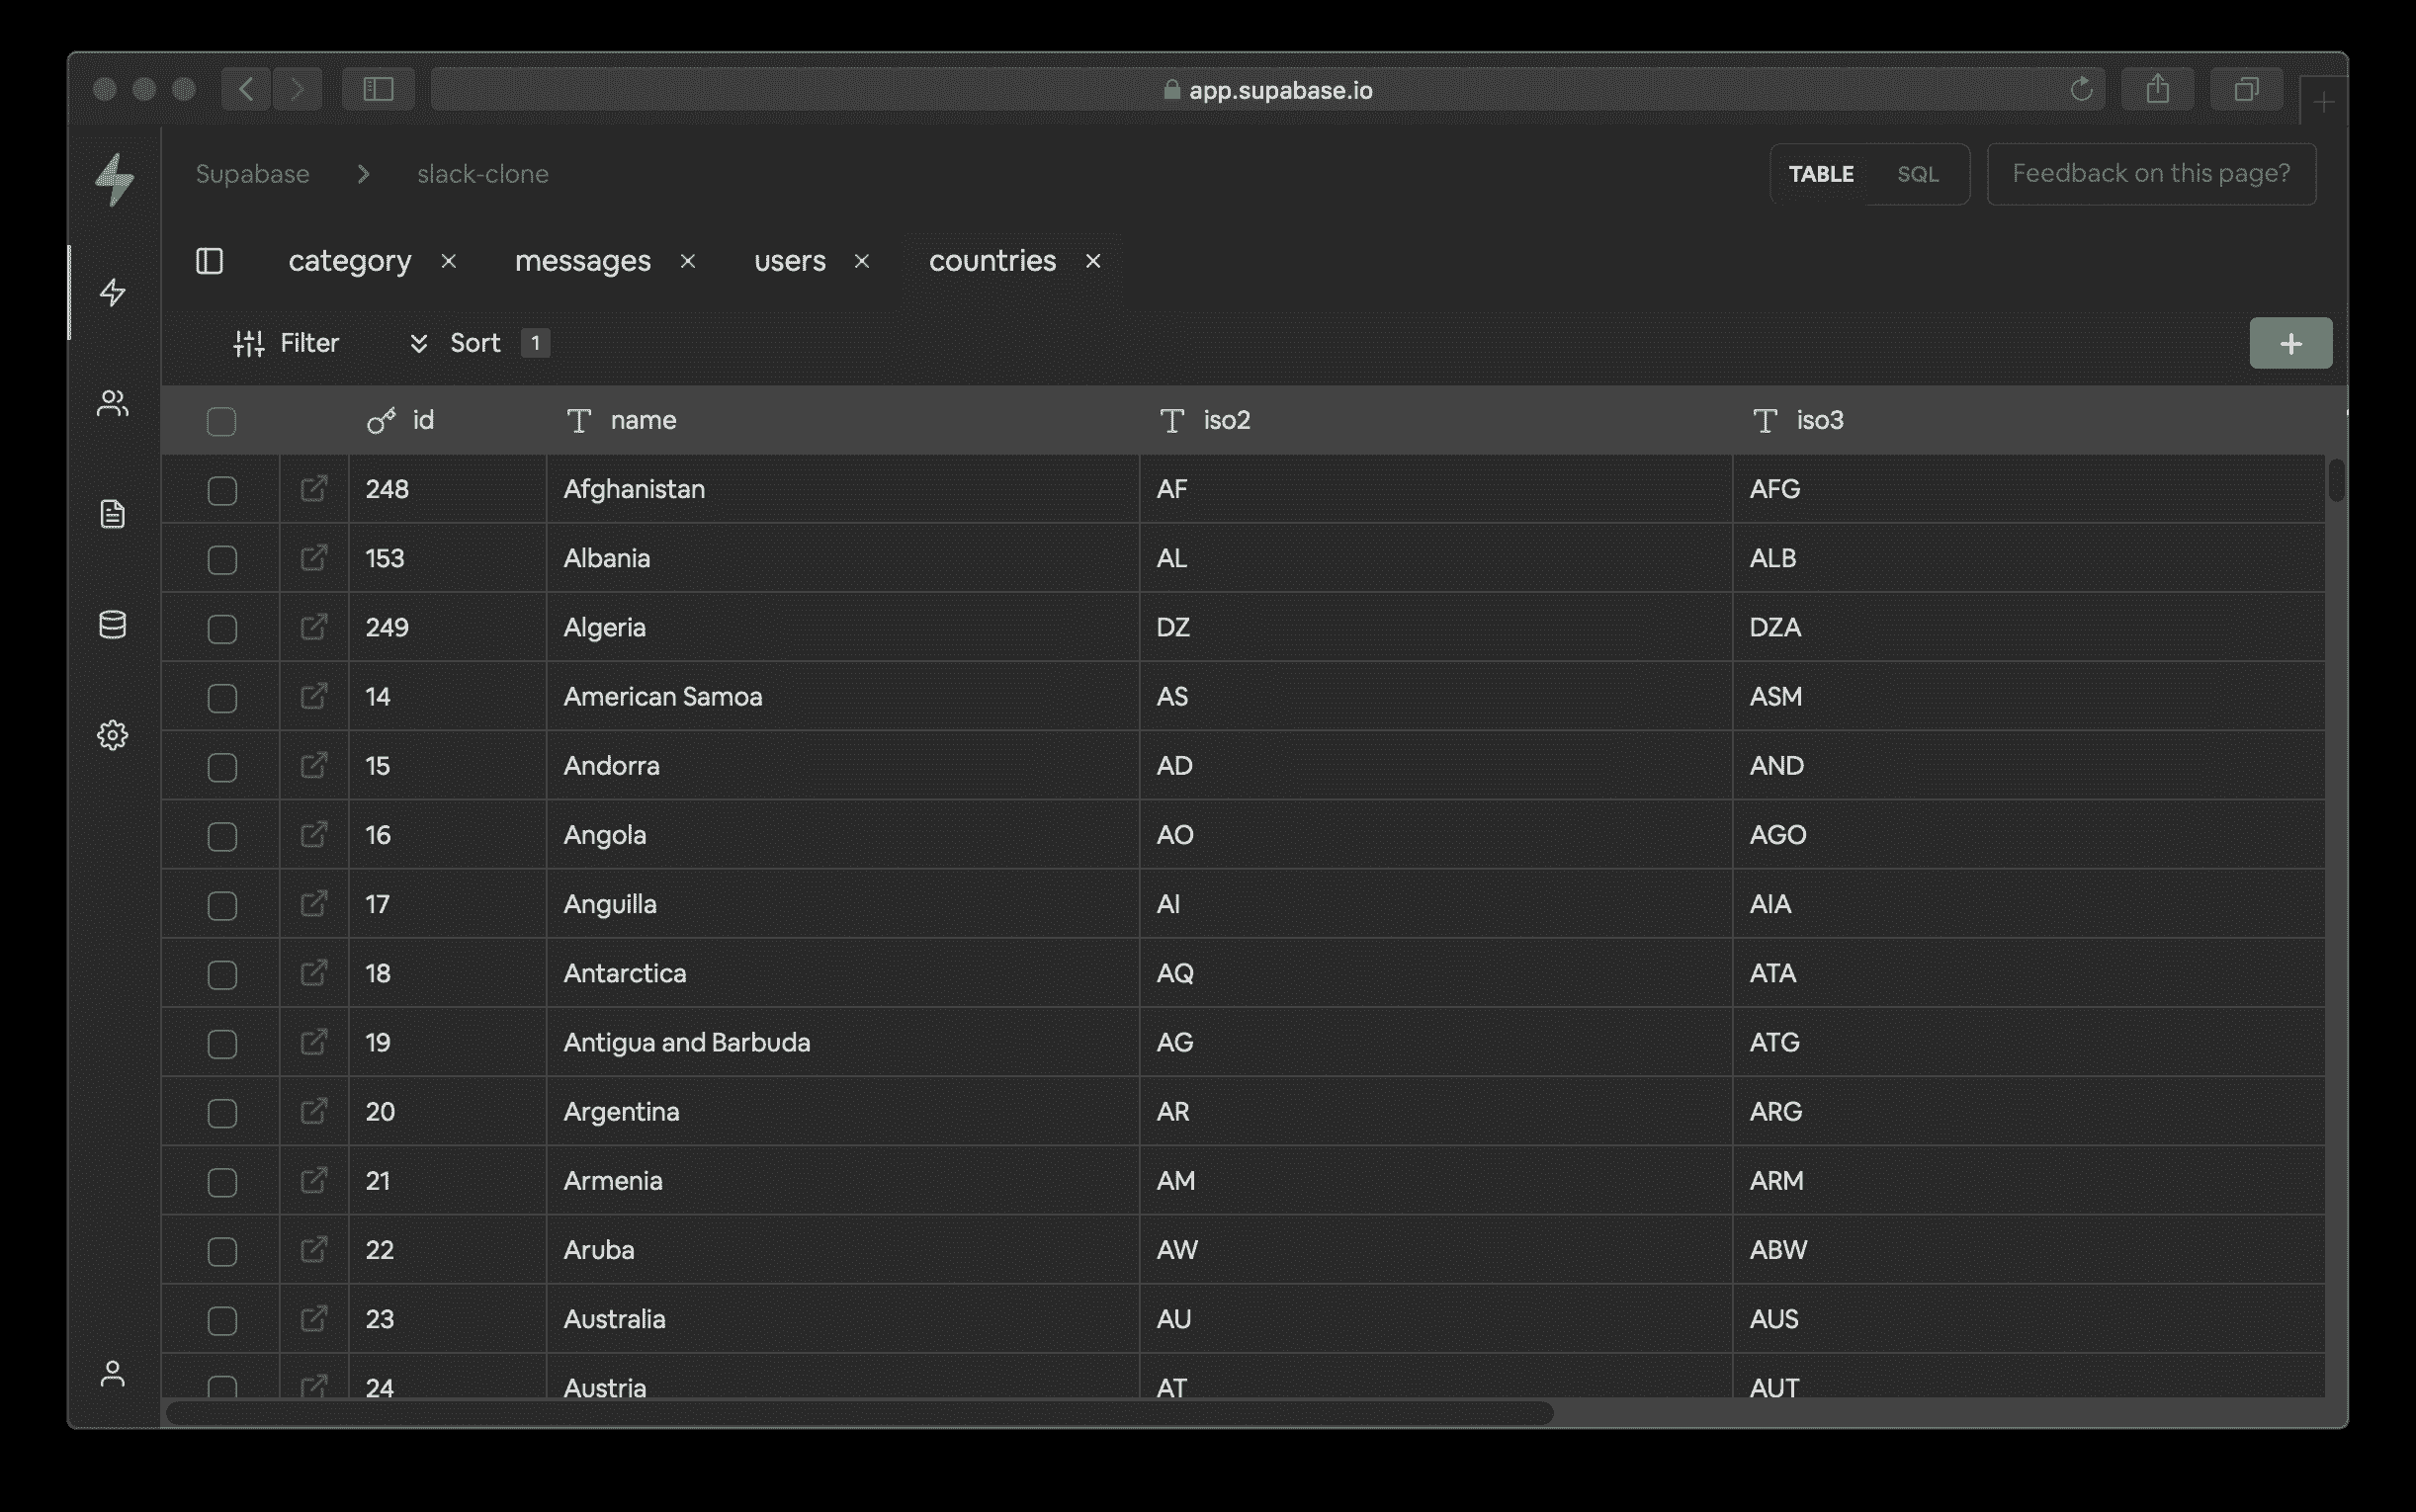 app.supabase.io
Supabase > slack-clone TABLE SQL Feedback on this page?
category × messages × users × countries ×
Filter Sort 1 +
id name iso2 iso3
248 Afghanistan AF AFG
153 Albania AL ALB
249 Algeria DZ DZA
14 American Samoa AS ASM
15 Andorra AD AND
16 Angola AO AGO
17 Anguilla AI AIA
18 Antarctica AQ ATA
19 Antigua and Barbuda AG ATG
20 Argentina AR ARG
21 Armenia AM ARM
22 Aruba AW ABW
23 Australia AU AUS
24 Austria AT AUT